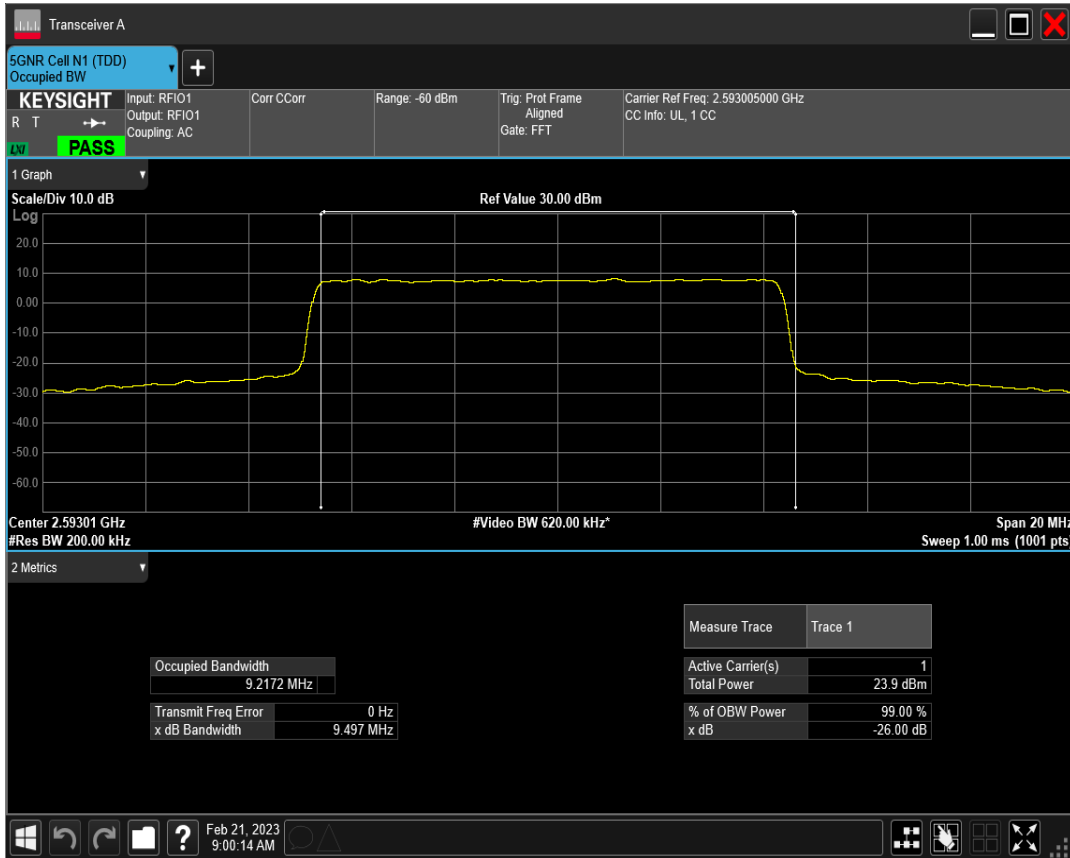 Transceiver A
5GNR Cell N1 (TDD)
Occupied BW
+
KEYSIGHT
R T
LXI
PASS
Input: RFIO1
Output: RFIO1
Coupling: AC
Corr CCorr
Range: -60 dBm
Trig: Prot Frame
Aligned
Gate: FFT
Carrier Ref Freq: 2.593005000 GHz
CC Info: UL, 1 CC
1 Graph
Scale/Div 10.0 dB
Ref Value 30.00 dBm
Log
20.0
10.0
0.00
-10.0
-20.0
-30.0
-40.0
-50.0
-60.0
Center 2.59301 GHz
#Video BW 620.00 kHz*
Span 20 MHz
#Res BW 200.00 kHz
Sweep 1.00 ms (1001 pts)
2 Metrics
Measure Trace Trace 1
Occupied Bandwidth
9.2172 MHz
Active Carrier(s) 1
Total Power 23.9 dBm
Transmit Freq Error 0 Hz
x dB Bandwidth 9.497 MHz
% of OBW Power 99.00 %
x dB -26.00 dB
?
Feb 21, 2023
9:00:14 AM